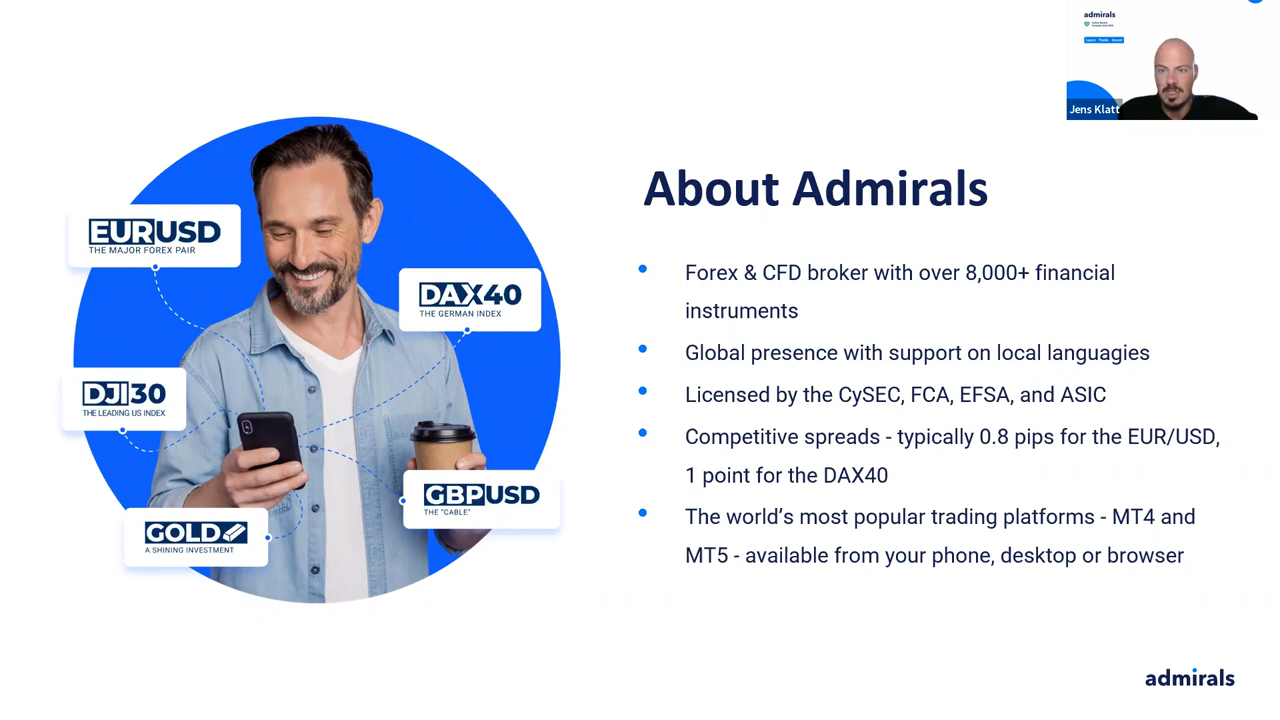 admirals
Jens Klatt
About Admirals
EURUSD
THE MAJOR FOREX PAIR
DAX40
THE GERMAN INDEX
DJI30
THE LEADING US INDEX
GBPUSD
THE "CABLE"
GOLD
A SHINING INVESTMENT
Forex & CFD broker with over 8,000+ financial
instruments
Global presence with support on local languagies
Licensed by the CySEC, FCA, EFSA, and ASIC
Competitive spreads - typically 0.8 pips for the EUR/USD,
1 point for the DAX40
The world’s most popular trading platforms - MT4 and
MT5 - available from your phone, desktop or browser
admirals